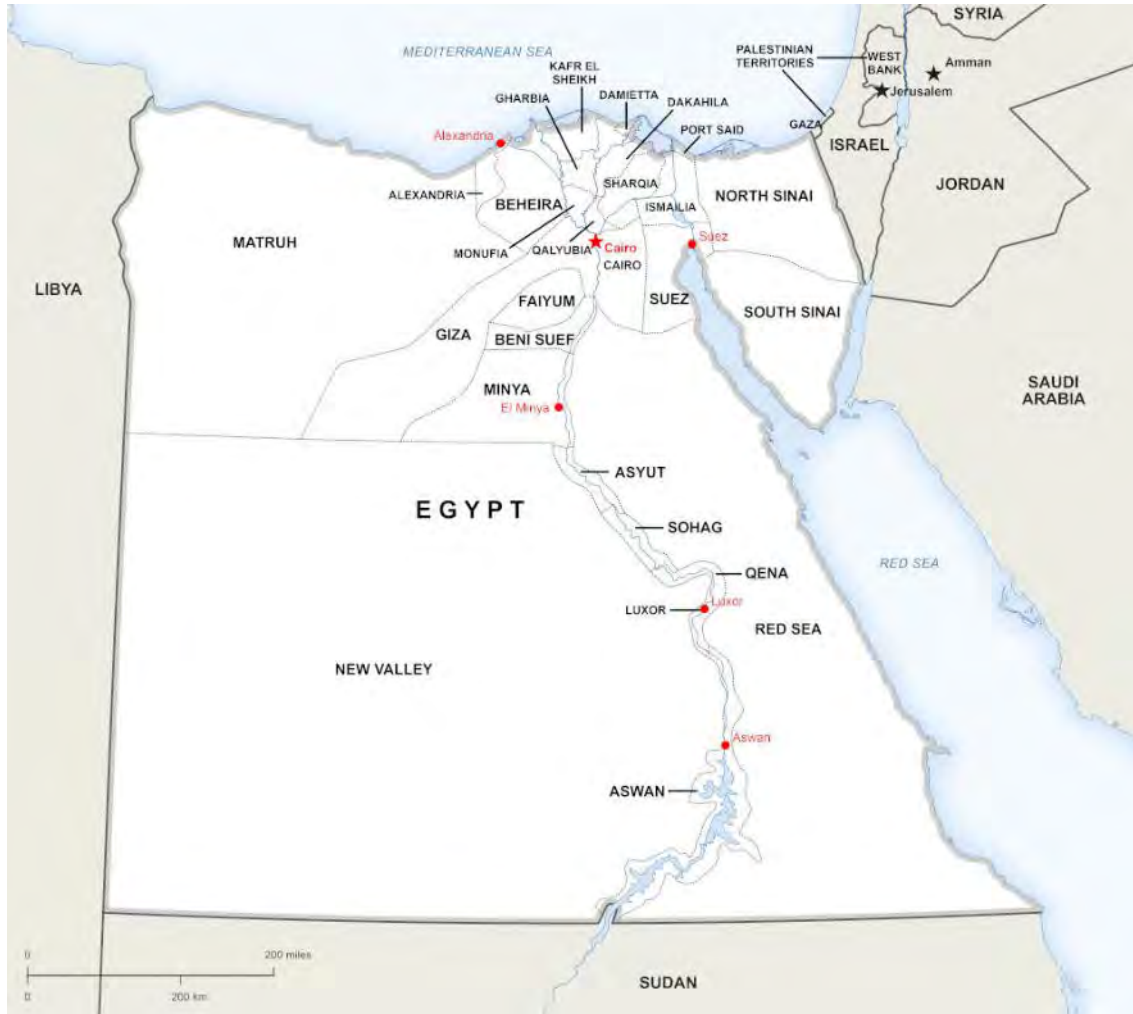 SYRIA
MEDITERRANEAN SEA
PALESTINIAN
TERRITORIES
WEST
BANK
Amman
KAFR EL
SHEIKH
Jerusalem
GHARBIA
DAMIETTA
DAKAHILA
PORT SAID
GAZA
Alexandria
ISRAEL
SHARQIA
JORDAN
ALEXANDRIA
BEHEIRA
ISMAILIA
NORTH SINAI
MATRUH
MONUFIA
QALYUBIA
Cairo
Suez
CAIRO
LIBYA
FAIYUM
SUEZ
SOUTH SINAI
GIZA
BENI SUEF
MINYA
SAUDI
ARABIA
El Minya
ASYUT
EGYPT
SOHAG
RED SEA
QENA
Luxor
LUXOR
RED SEA
NEW VALLEY
Aswan
ASWAN
0
200 miles
0
200 km
SUDAN